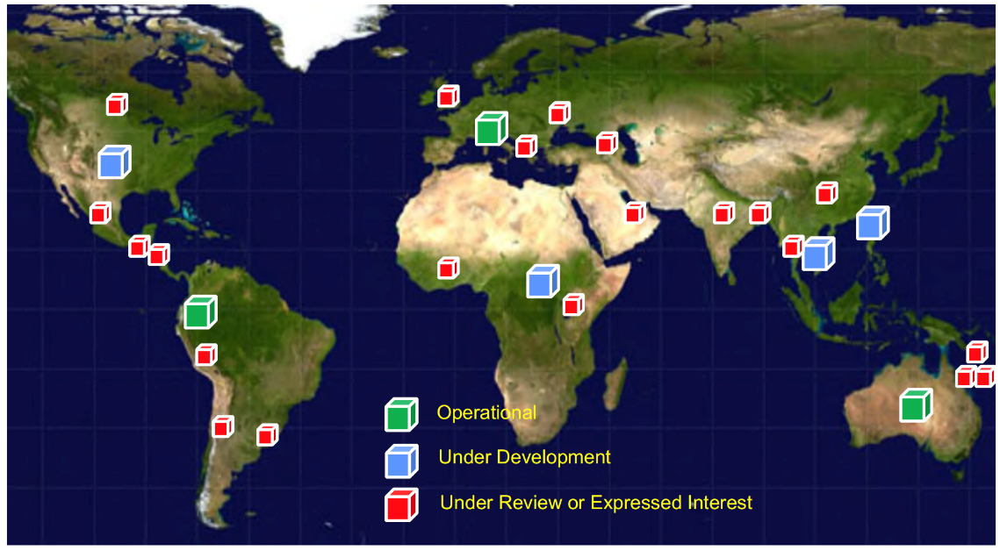 Operational
Under Development
Under Review or Expressed Interest